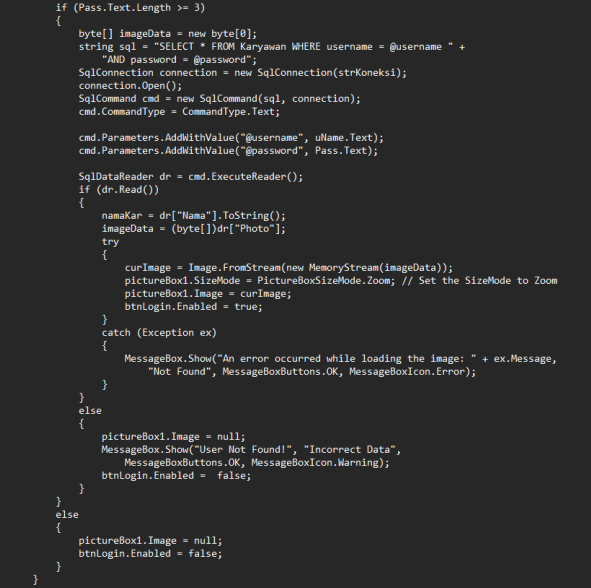 if (Pass.Text.Length >= 3)
{
byte[] imageData = new byte[0];
string sql = "SELECT * FROM Karyawan WHERE username = @username " +
"AND password = @password";
SqlConnection connection = new SqlConnection(strKoneksi);
connection.Open();
SqlCommand cmd = new SqlCommand(sql, connection);
cmd.CommandType = CommandType.Text;
cmd.Parameters.AddWithValue("@username", uName.Text);
cmd.Parameters.AddWithValue("@password", Pass.Text);
SqlDataReader dr = cmd.ExecuteReader();
if (dr.Read())
{
namaKar = dr["Nama"].ToString();
imageData = (byte[])dr["Photo"];
try
{
curImage = Image.FromStream(new MemoryStream(imageData));
pictureBox1.SizeMode = PictureBoxSizeMode.Zoom; // Set the SizeMode to Zoom
pictureBox1.Image = curImage;
btnLogin.Enabled = true;
}
catch (Exception ex)
{
MessageBox.Show("An error occurred while loading the image: " + ex.Message,
"Not Found", MessageBoxButtons.OK, MessageBoxIcon.Error);
}
}
else
{
pictureBox1.Image = null;
MessageBox.Show("User Not Found!", "Incorrect Data",
MessageBoxButtons.OK, MessageBoxIcon.Warning);
btnLogin.Enabled =  false;
}
}
else
{
pictureBox1.Image = null;
btnLogin.Enabled = false;
}
}